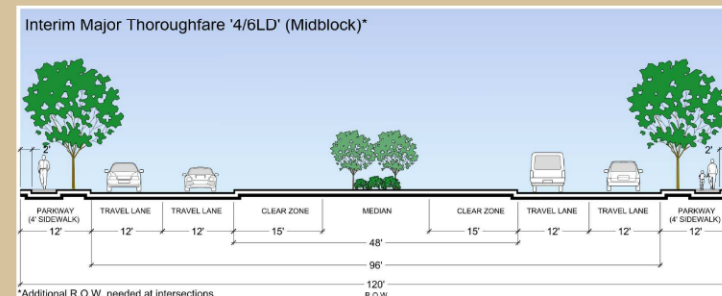 Interim Major Thoroughfare '4/6LD' (Midblock)*
2'
2'
PARKWAY
(4' SIDEWALK)
TRAVEL LANE
TRAVEL LANE
CLEAR ZONE
MEDIAN
CLEAR ZONE
TRAVEL LANE
TRAVEL LANE
PARKWAY
(4' SIDEWALK)
12'
12'
12'
15'
15'
12'
12'
12'
48'
96'
120'
R.O.W.
*Additional R.O.W. needed at intersections